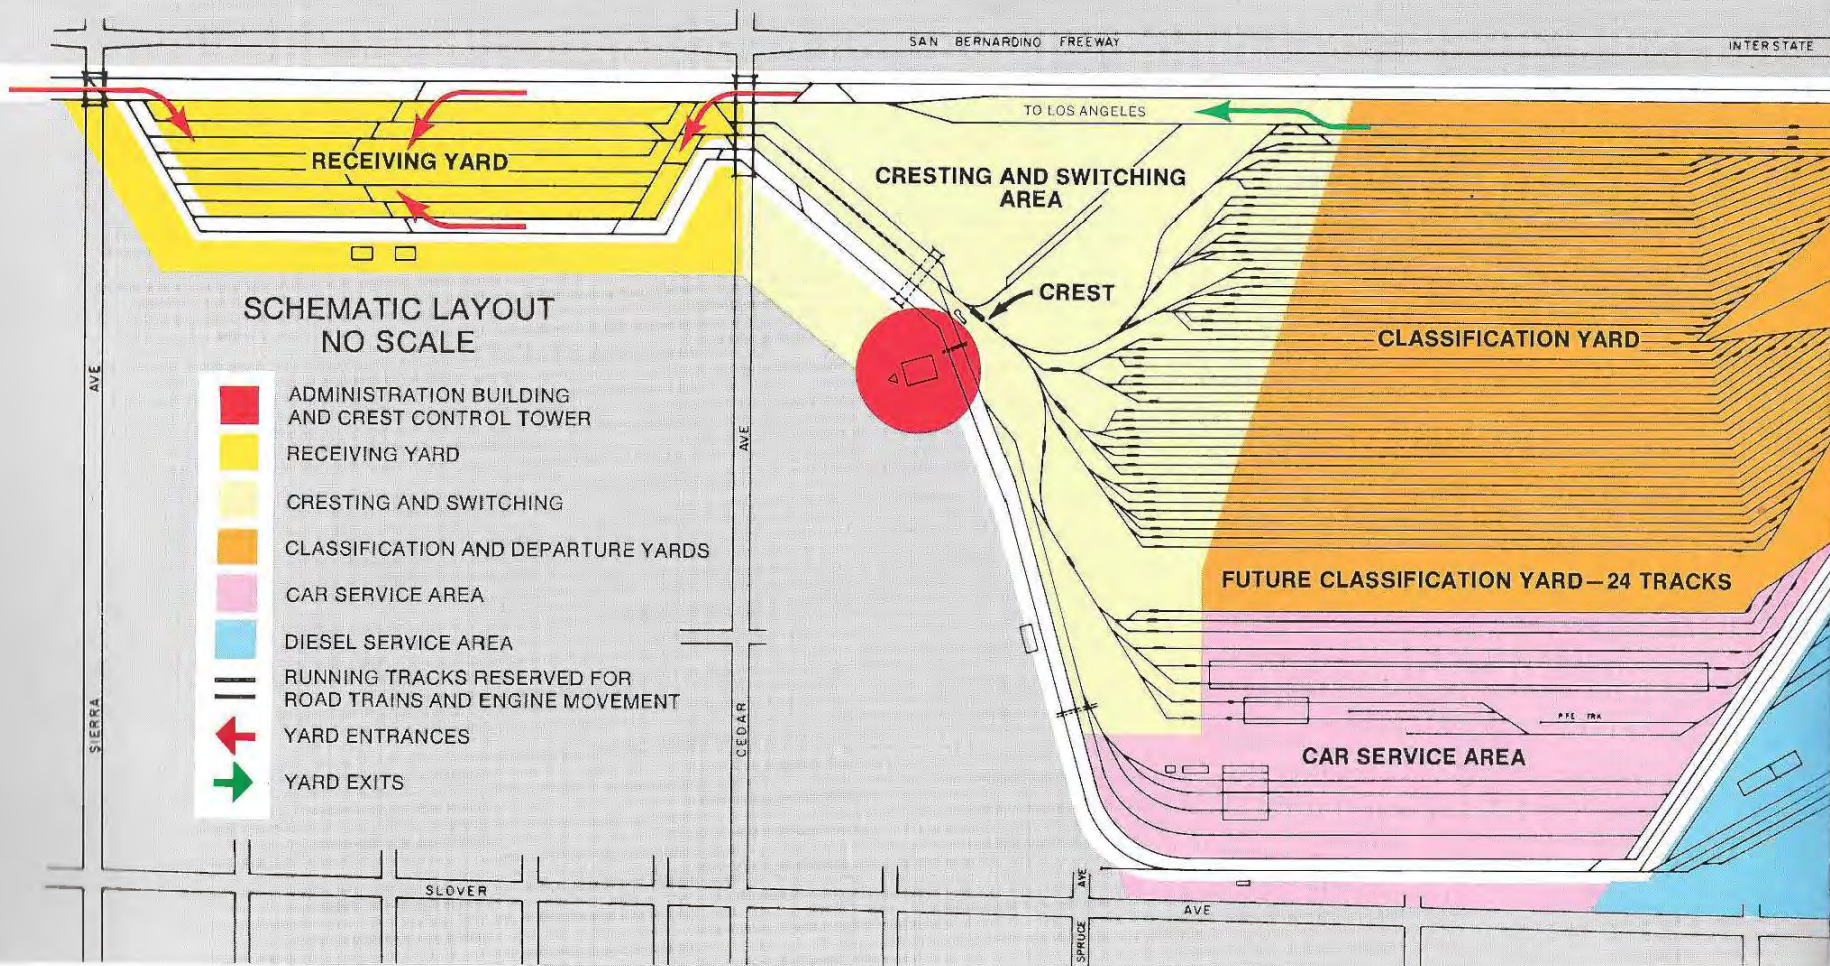 SAN BERNARDINO FREEWAY
INTERSTATE
TO LOS ANGELES
RECEIVING YARD
CRESTING AND SWITCHING
AREA
CREST
CLASSIFICATION YARD
SCHEMATIC LAYOUT
NO SCALE
ADMINISTRATION BUILDING
AND CREST CONTROL TOWER
RECEIVING YARD
CRESTING AND SWITCHING
CLASSIFICATION AND DEPARTURE YARDS
CAR SERVICE AREA
DIESEL SERVICE AREA
RUNNING TRACKS RESERVED FOR
ROAD TRAINS AND ENGINE MOVEMENT
YARD ENTRANCES
YARD EXITS
SIERRA AVE
CEDAR AVE
FUTURE CLASSIFICATION YARD—24 TRACKS
PFE TRK
CAR SERVICE AREA
SLOVER AVE
SPRUCE AVE